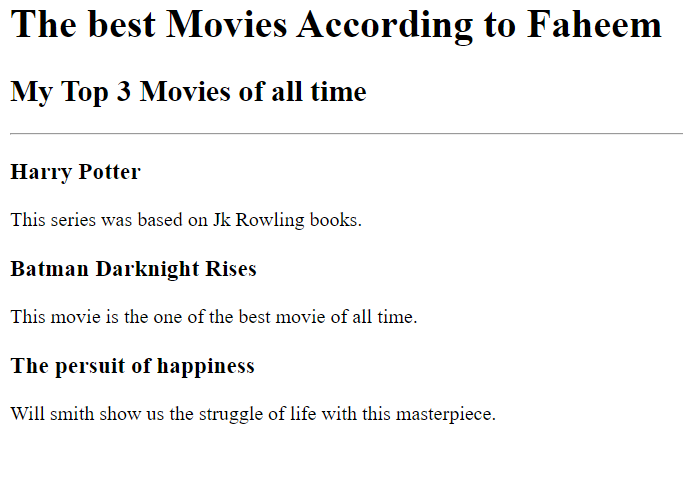 The best Movies According to Faheem
My Top 3 Movies of all time
Harry Potter
This series was based on Jk Rowling books.
Batman Darknight Rises
This movie is the one of the best movie of all time.
The persuit of happiness
Will smith show us the struggle of life with this masterpiece.